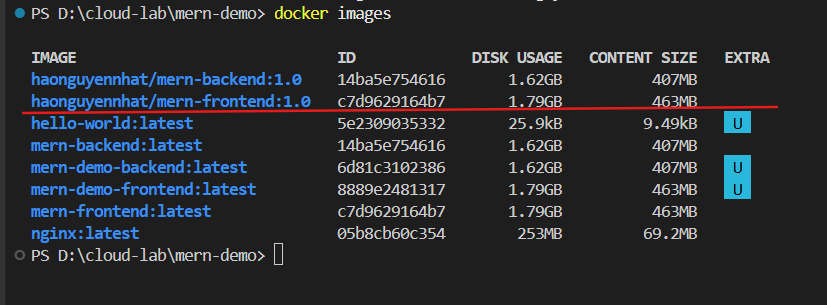 PS D:\cloud-lab\mern-demo> docker images
IMAGE ID DISK USAGE CONTENT SIZE EXTRA
haonguyennhat/mern-backend:1.0 14ba5e754616 1.62GB 407MB
haonguyennhat/mern-frontend:1.0 c7d9629164b7 1.79GB 463MB
hello-world:latest 5e2309035332 25.9kB 9.49kB U
mern-backend:latest 14ba5e754616 1.62GB 407MB
mern-demo-backend:latest 6d81c3102386 1.62GB 407MB U
mern-demo-frontend:latest 8889e2481317 1.79GB 463MB U
mern-frontend:latest c7d9629164b7 1.79GB 463MB
nginx:latest 05b8cb60c354 253MB 69.2MB
PS D:\cloud-lab\mern-demo>